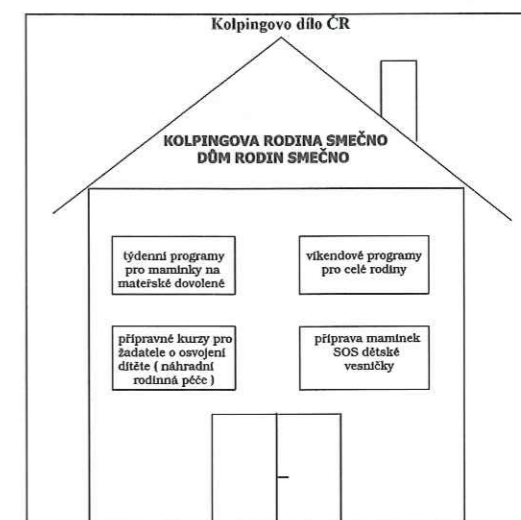 Kolpingovo dílo ČR
KOLPINGOVA RODINA SMEČNO
DŮM RODIN SMEČNO
týdenní programy
pro maminky na
mateřské dovolené
víkendové programy
pro celé rodiny
přípravné kurzy pro
žadatele o osvojení
dítěte ( náhradní
rodinná péče )
příprava maminek
SOS dětské
vesničky